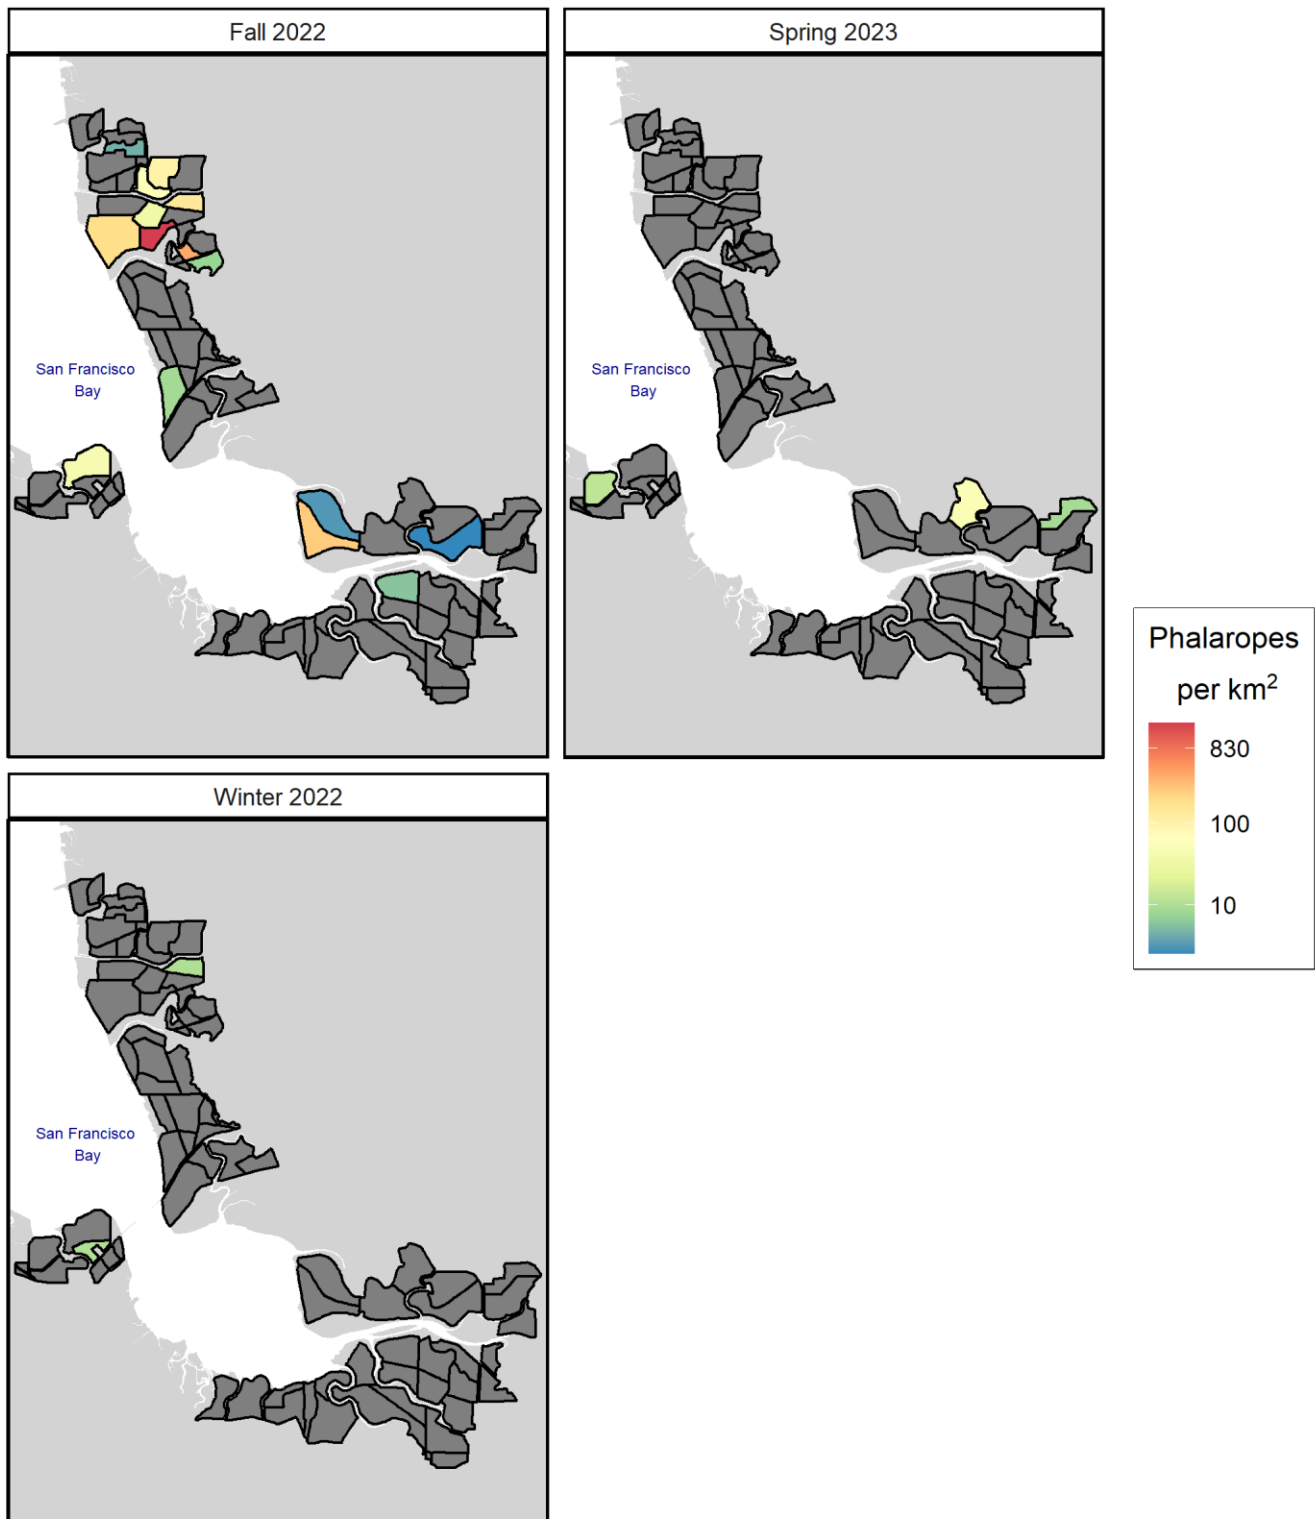 Fall 2022
Spring 2023
San Francisco
Bay
San Francisco
Bay
Phalaropes
per km²
830
100
10
Winter 2022
San Francisco
Bay